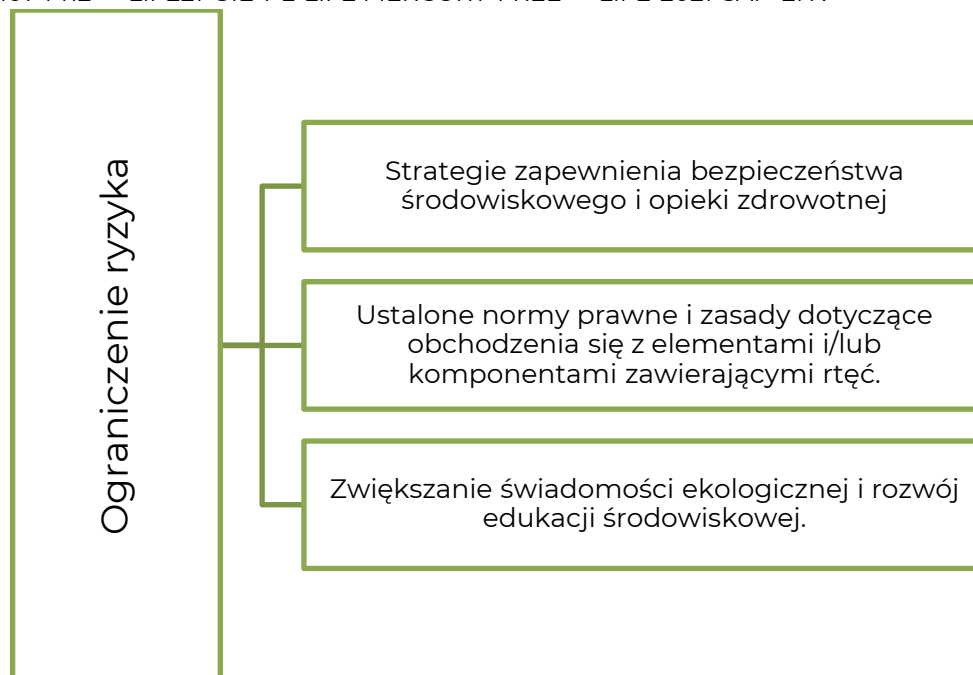 Ograniczenie ryzyka
Strategie zapewnienia bezpieczeństwa
środowiskowego i opieki zdrowotnej
Ustalone normy prawne i zasady dotyczące
obchodzenia się z elementami i/lub
komponentami zawierającymi rtęć.
Zwiększanie świadomości ekologicznej i rozwój
edukacji środowiskowej.